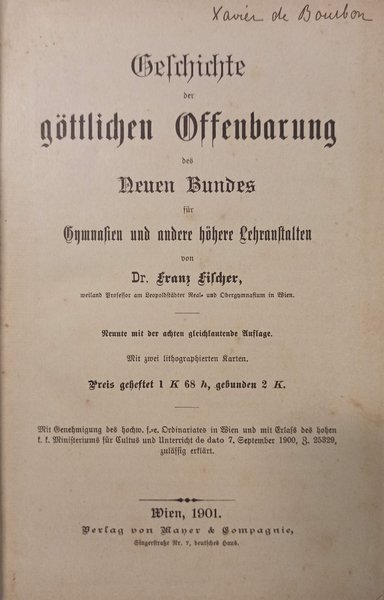 Xavier de Bourbon
Geschichte
der
göttlichen Offenbarung
des
Neuen Bundes
für
Gymnasien und andere höhere Lehranstalten
von
Dr. Franz Fischer,
weiland Professor am Leopoldstädter Real- und Obergymnasium in Wien.
Neunte mit der achten gleichlautende Auflage.
Mit zwei lithographierten Karten.
Preis geheftet 1 K 68 h, gebunden 2 K.
Mit Genehmigung des hochw. f.-e. Ordinariates in Wien und mit Erlaß des hohen
k. k. Ministeriums für Cultus und Unterricht de dato 7. September 1900, Z. 25329,
zulässig erklärt.
Wien, 1901.
Verlag von Mayer & Compagnie,
Singerstraße Nr. 7, deutsches Haus.